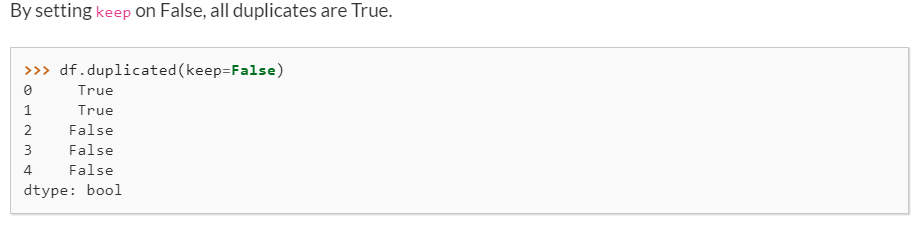 By setting keep on False, all duplicates are True.
>>> df.duplicated(keep=False)
0     True
1     True
2    False
3    False
4    False
dtype: bool